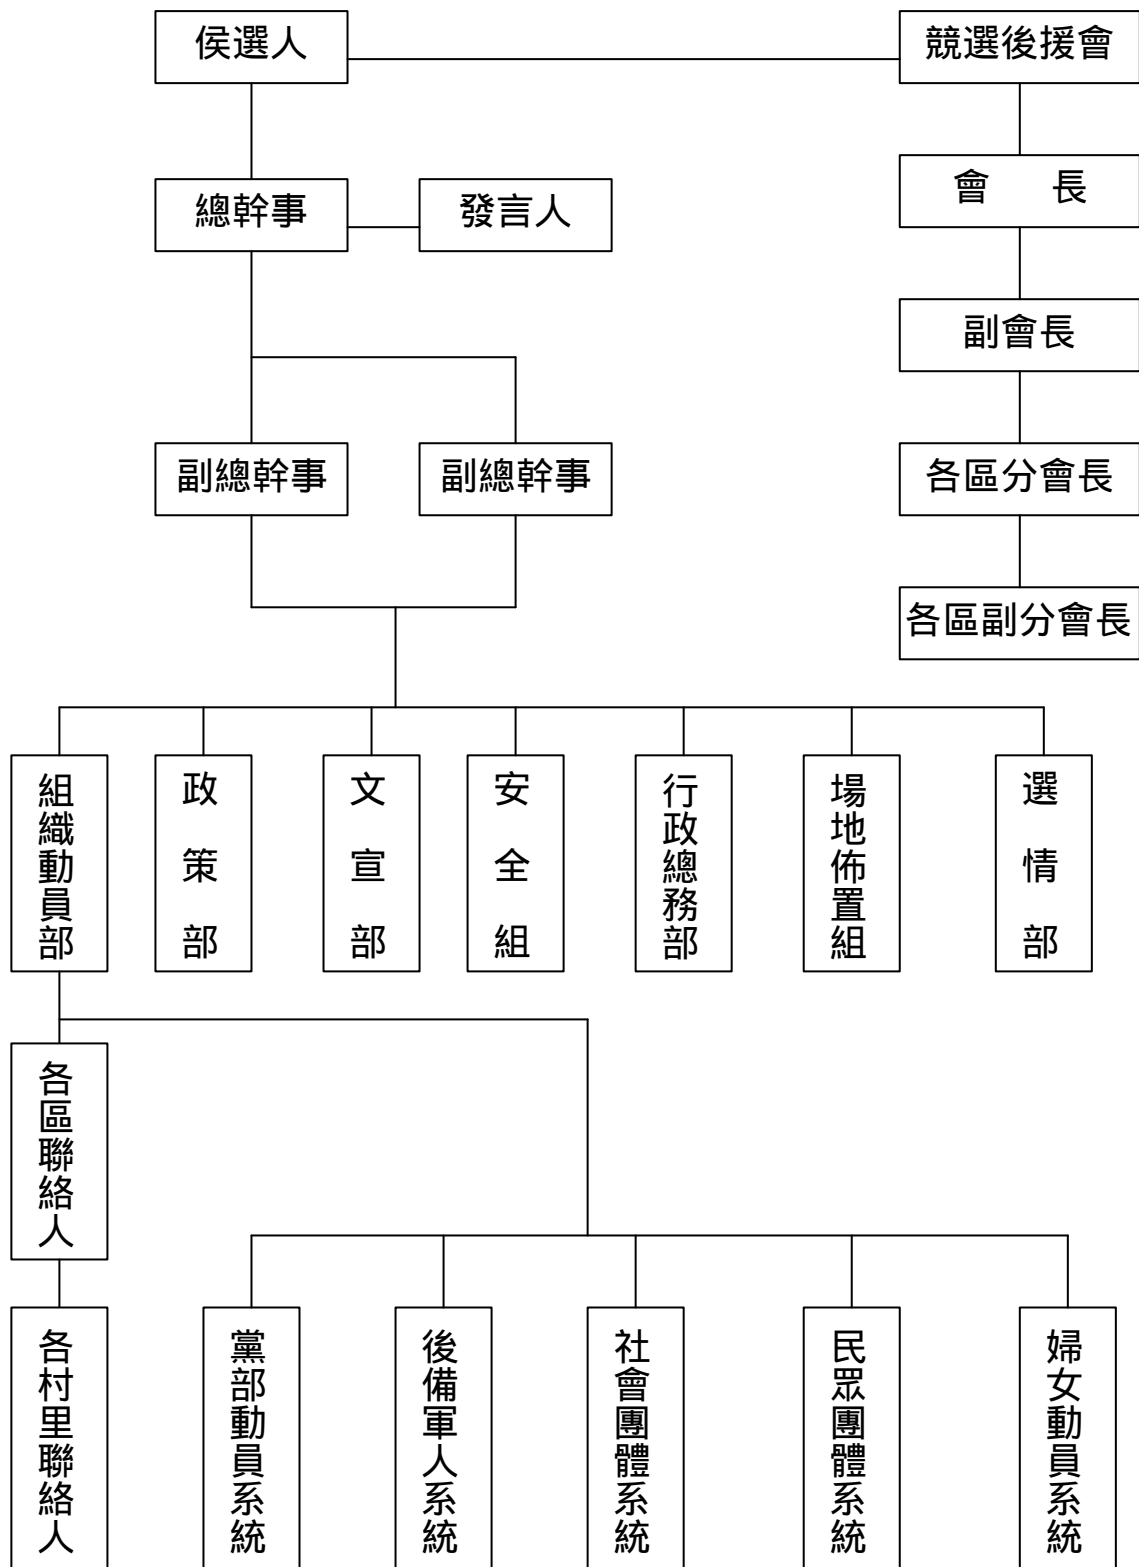 侯選人
競選後援會
會　　長
總幹事
發言人
副會長
副總幹事
副總幹事
各區分會長
各區副分會長
組織動員部
政策部
文宣部
安全組
行政總務部
場地佈置組
選情部
各區聯絡人
各村里聯絡人
黨部動員系統
後備軍人系統
社會團體系統
民眾團體系統
婦女動員系統